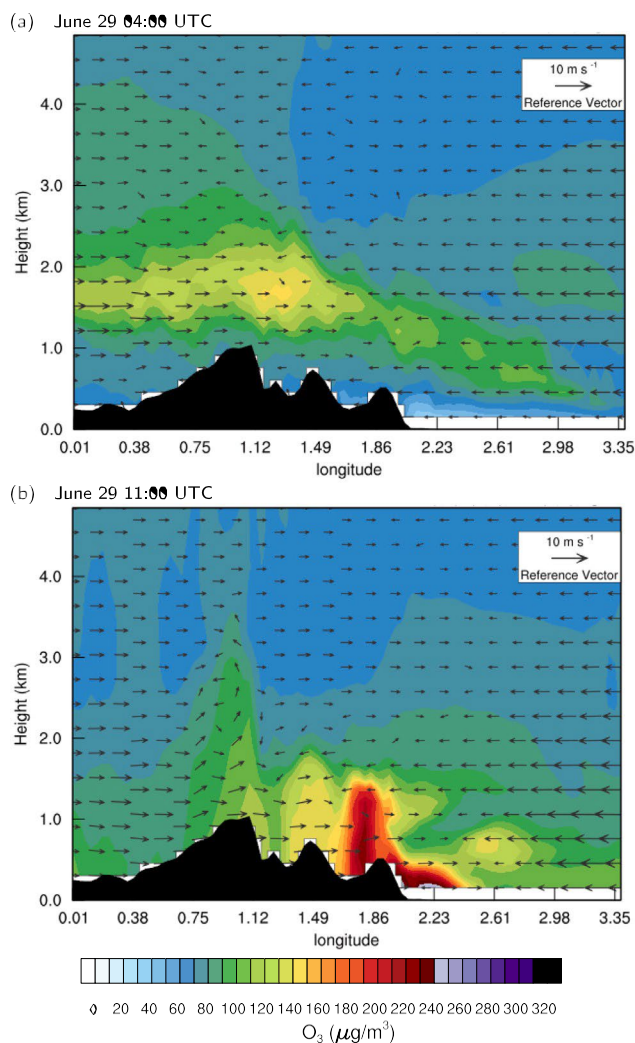 (a) June 29 04:00 UTC
10 m s⁻¹
Reference Vector
4.0
3.0
2.0
1.0
0.0
Height (km)
0.01 0.38 0.75 1.12 1.49 1.86 2.23 2.61 2.98 3.35
longitude
(b) June 29 11:00 UTC
10 m s⁻¹
Reference Vector
4.0
3.0
2.0
1.0
0.0
Height (km)
0.01 0.38 0.75 1.12 1.49 1.86 2.23 2.61 2.98 3.35
longitude
0 20 40 60 80 100 120 140 160 180 200 220 240 260 280 300 320
O₃ (μg/m³)